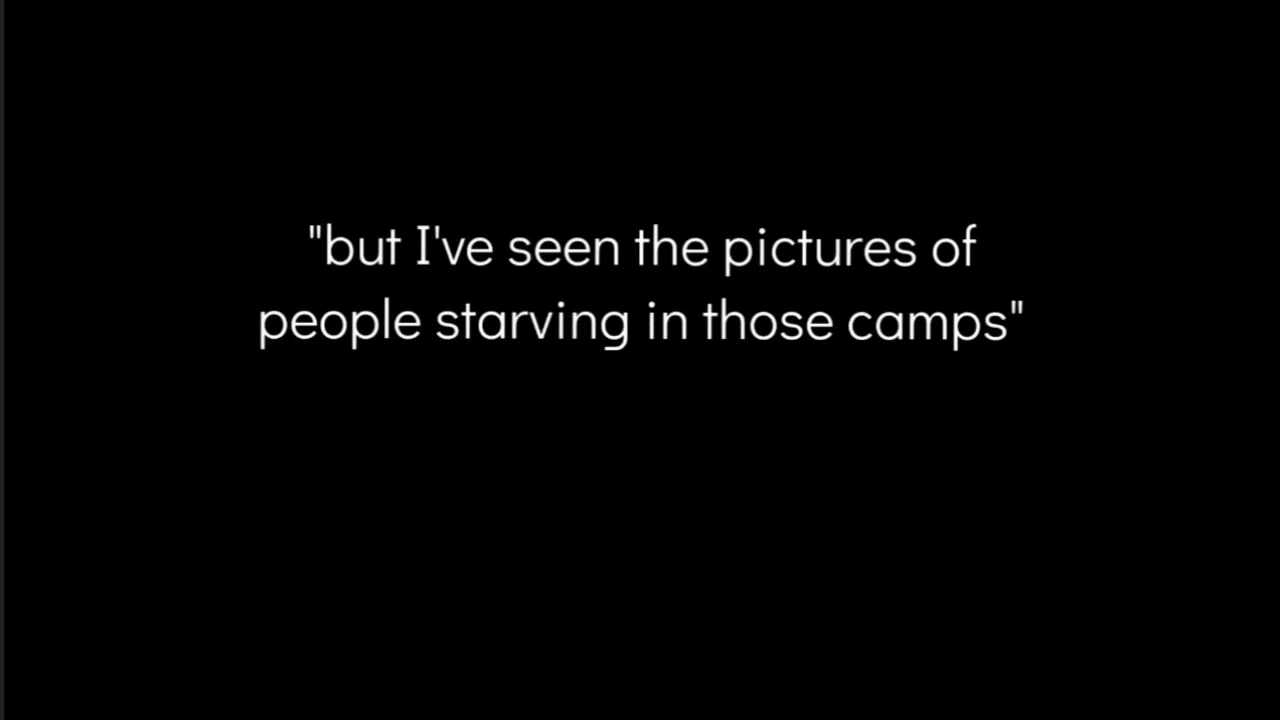 "but I've seen the pictures of
people starving in those camps"